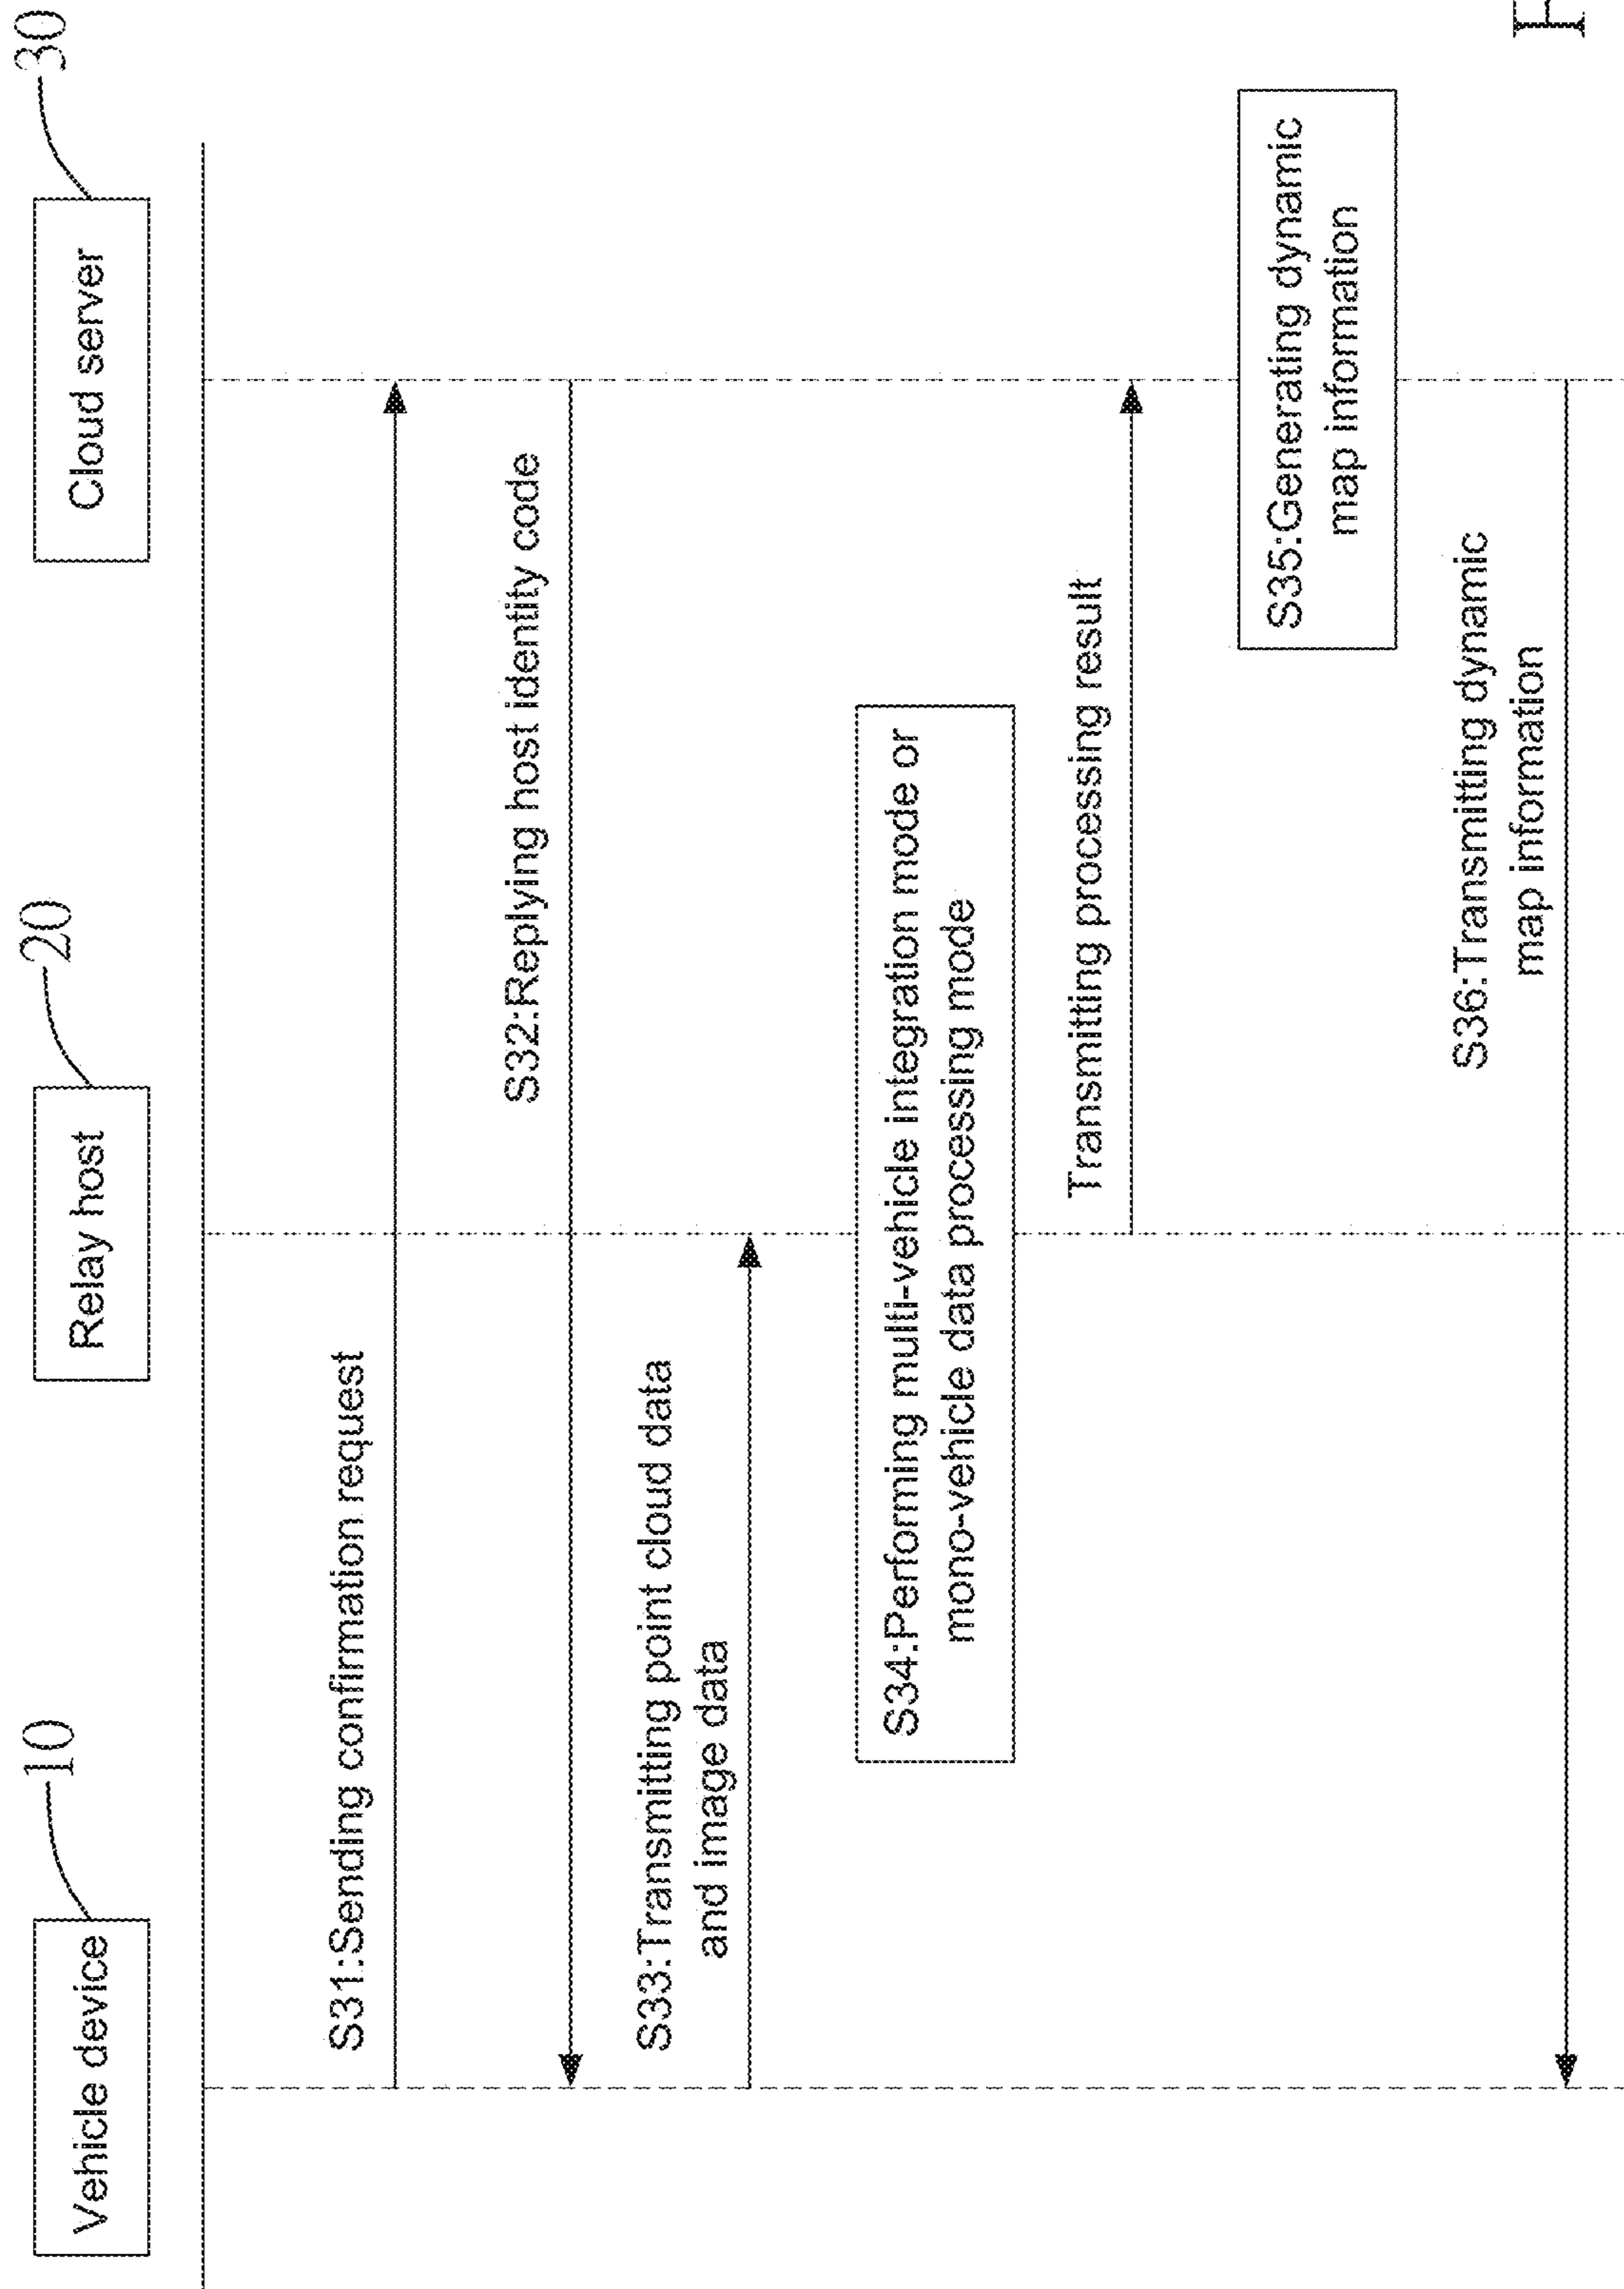 Vehicle device
10
Relay host
20
Cloud server
30
S31:Sending confirmation request
S32:Replying host identity code
S33:Transmitting point cloud data
and image data
S34:Performing multi-vehicle integration mode or
mono-vehicle data processing mode
Transmitting processing result
S35:Generating dynamic
map information
S36:Transmitting dynamic
map information